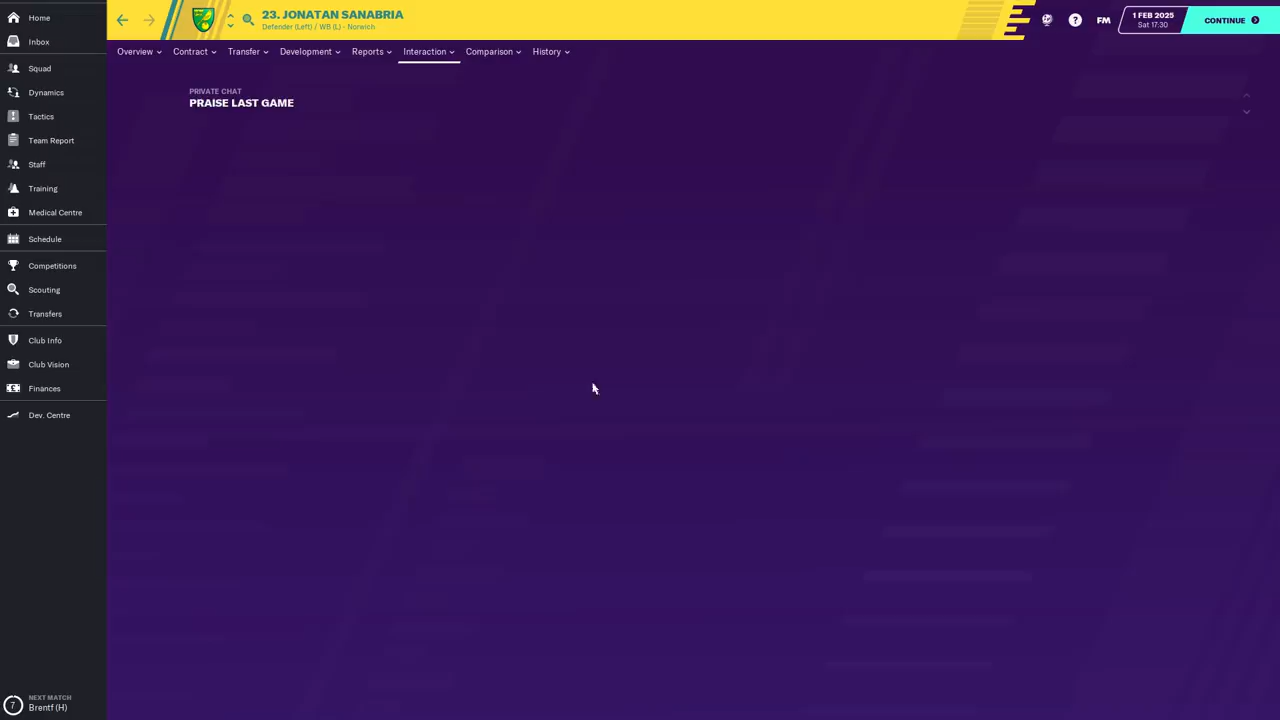 23. JONATAN SANABRIA
Defender (Left) / WB (L) - Norwich
FM
1 FEB 2025
Sat 17:30
CONTINUE
Overview
Contract
Transfer
Development
Reports
Interaction
Comparison
History
Home
Inbox
Squad
Dynamics
Tactics
Team Report
Staff
Training
Medical Centre
Schedule
Competitions
Scouting
Transfers
Club Info
Club Vision
Finances
Dev. Centre
PRIVATE CHAT
PRAISE LAST GAME
7
NEXT MATCH
Brentf (H)